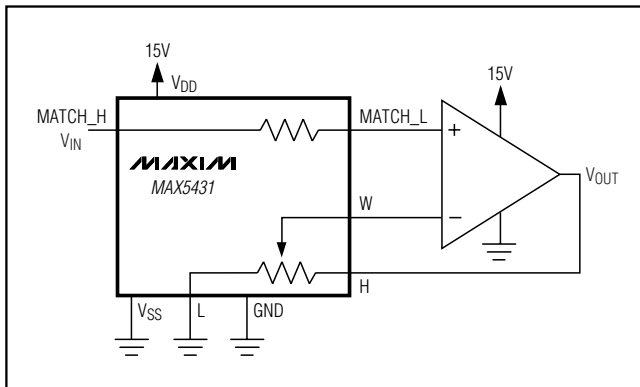 15V
VDD
15V
MATCH_H
MATCH_L
VIN
+
MAXIM
MAX5431
VOUT
W
−
H
VSS
L
GND